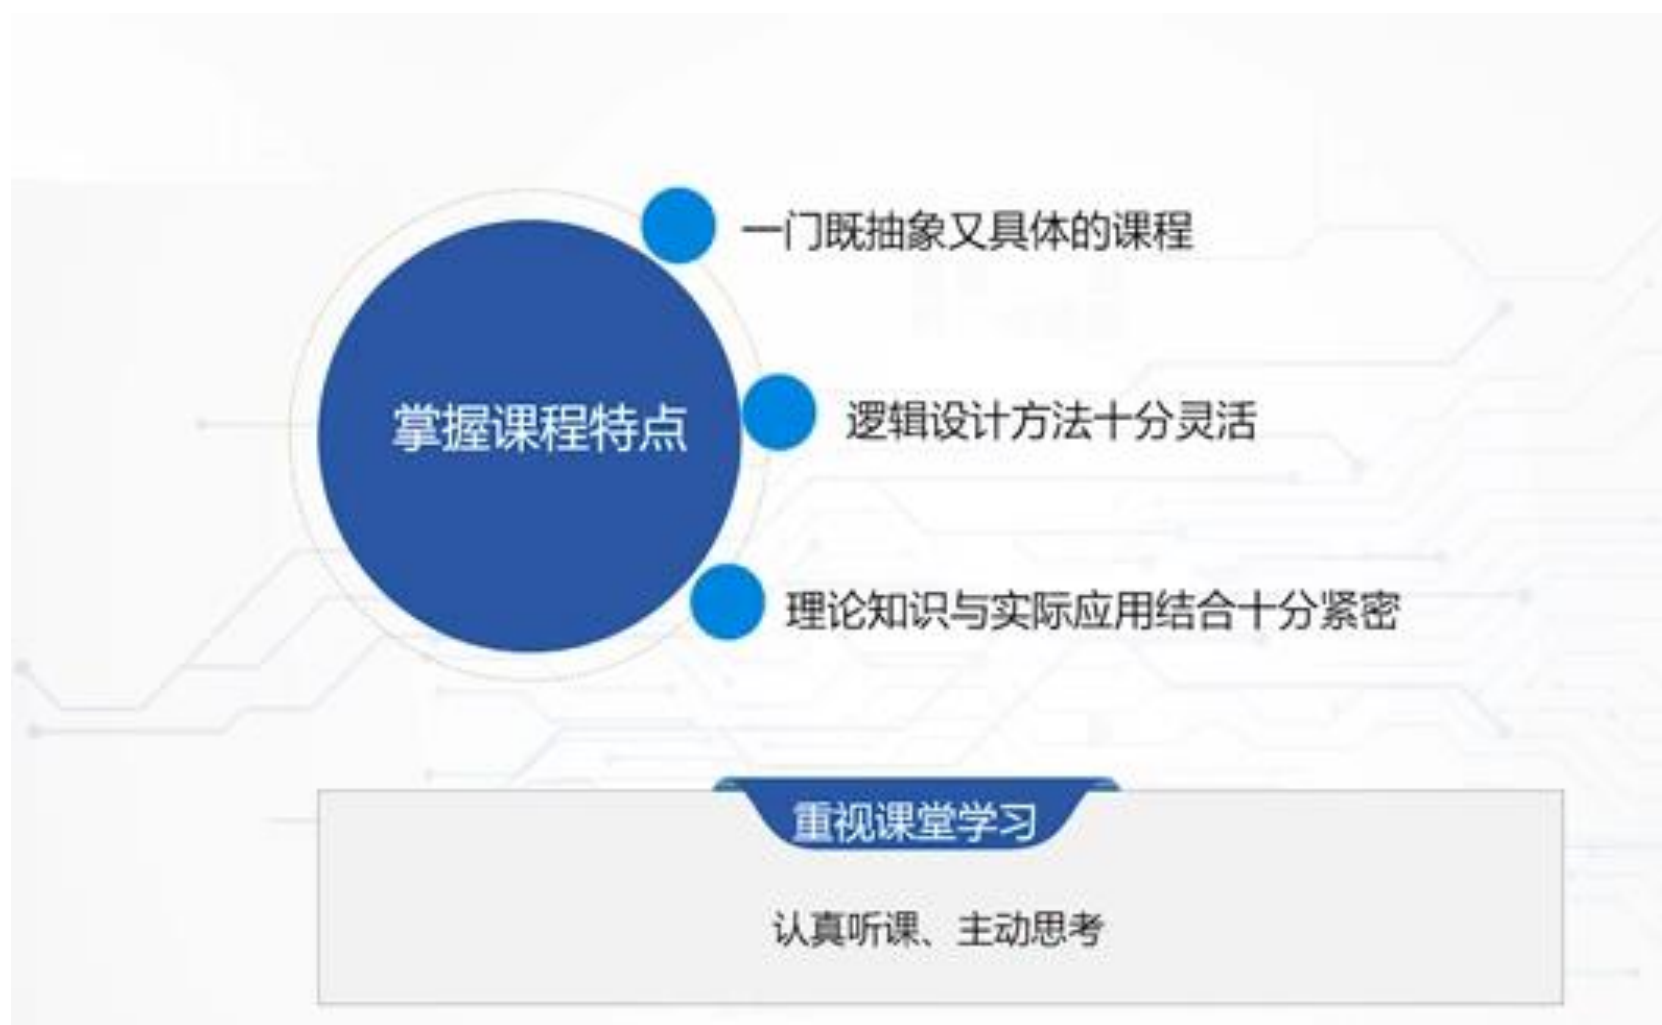 一门既抽象又具体的课程
掌握课程特点
逻辑设计方法十分灵活
理论知识与实际应用结合十分紧密
重视课堂学习
认真听课、主动思考